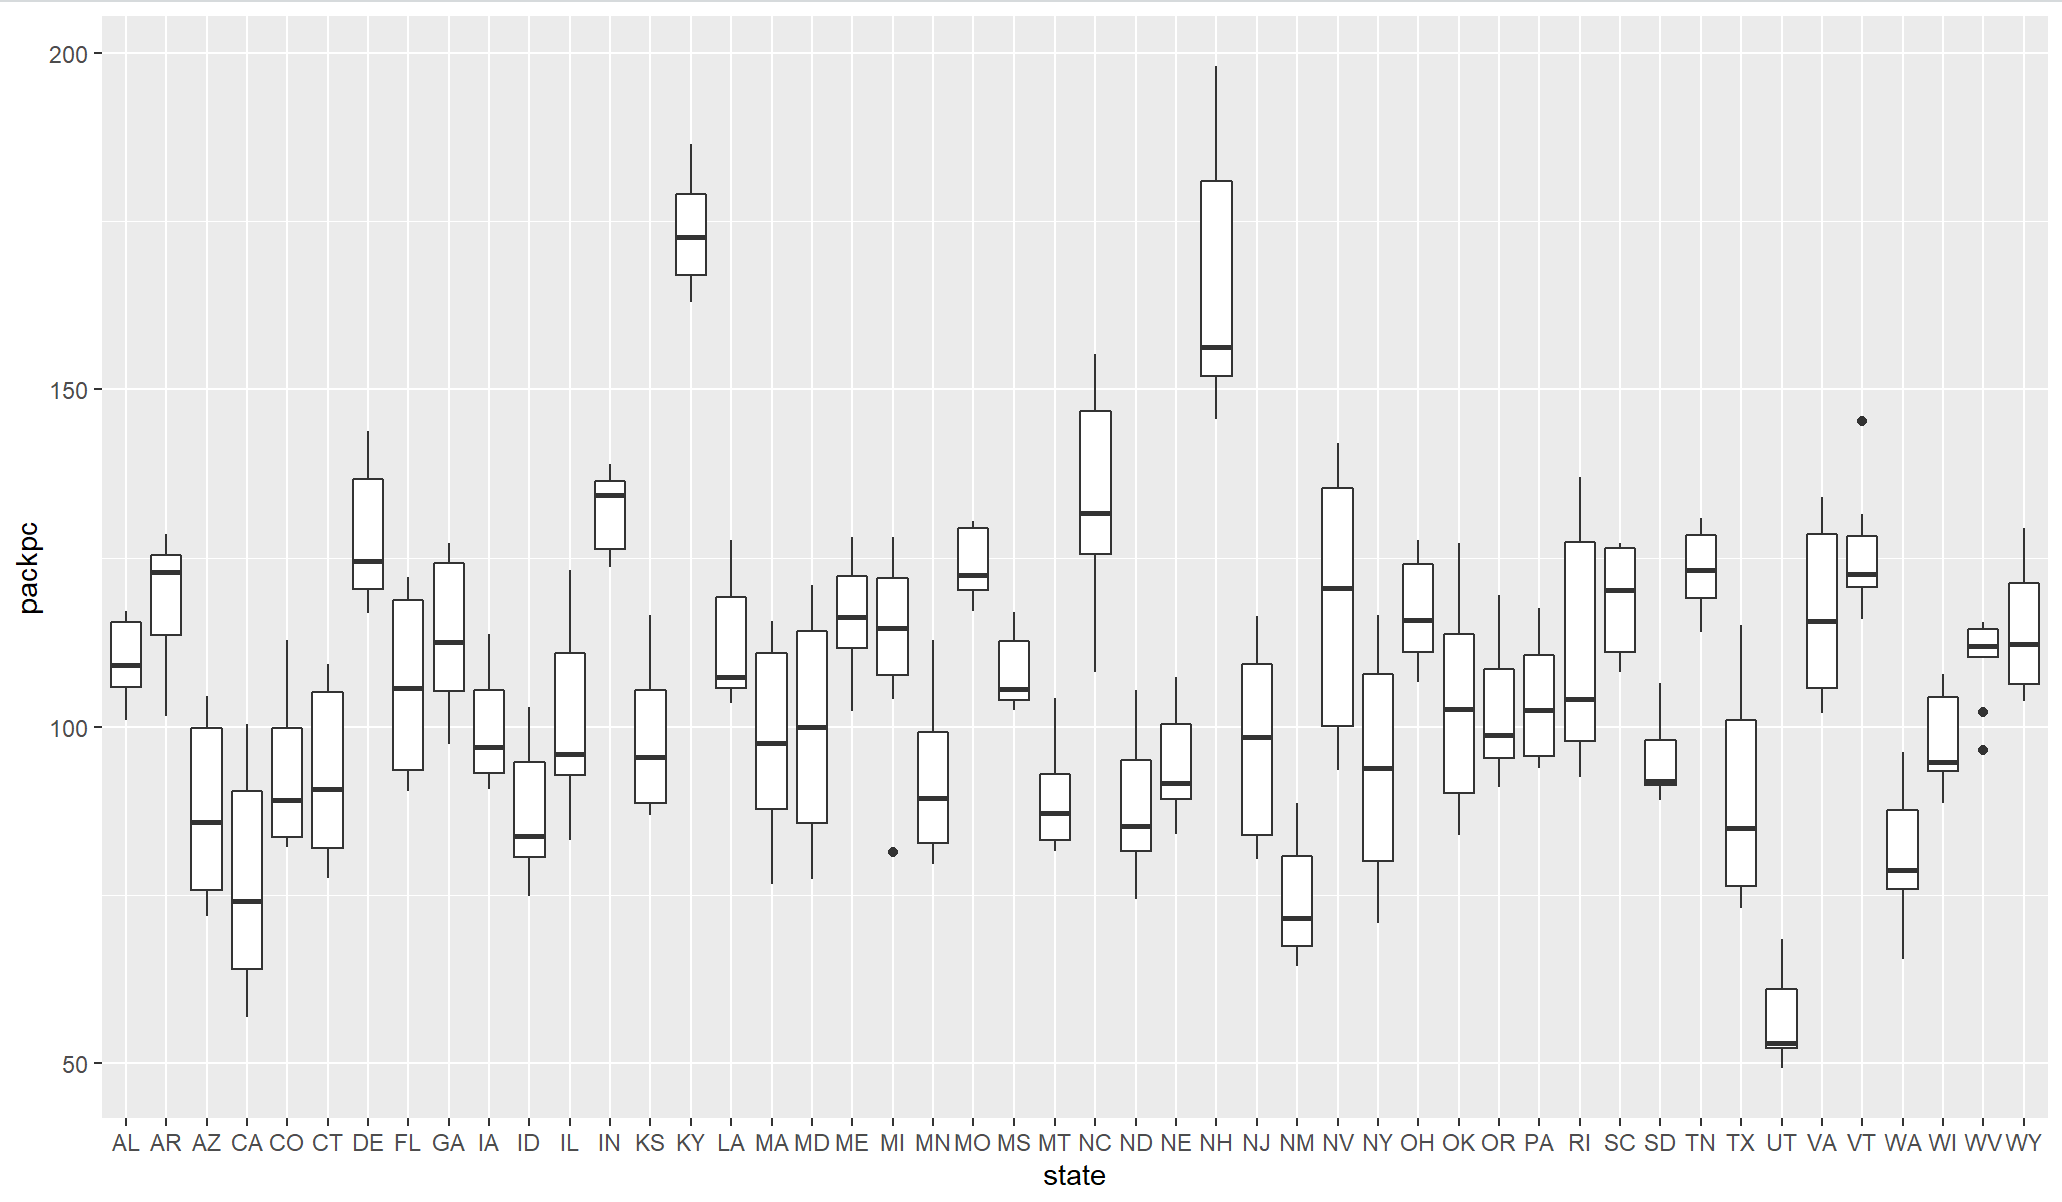 200
150
100
50
packpc
AL AR AZ CA CO CT DE FL GA IA ID IL IN KS KY LA MA MD ME MI MN MO MS MT NC ND NE NH NJ NM NV NY OH OK OR PA RI SC SD TN TX UT VA VT WA WI WV WY
state